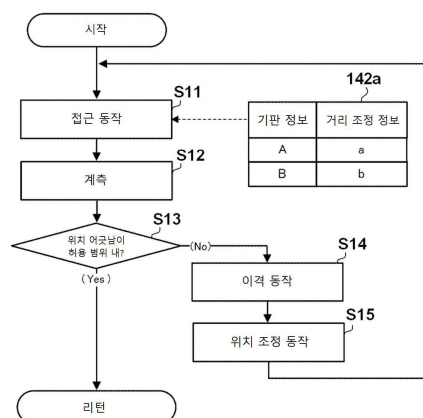 시작
S11
접근 동작
142a
기판 정보 거리 조정 정보
A a
B b
S12
계측
S13
위치 어긋남이
허용 범위 내?
(No)
(Yes)
S14
이격 동작
S15
위치 조정 동작
리턴